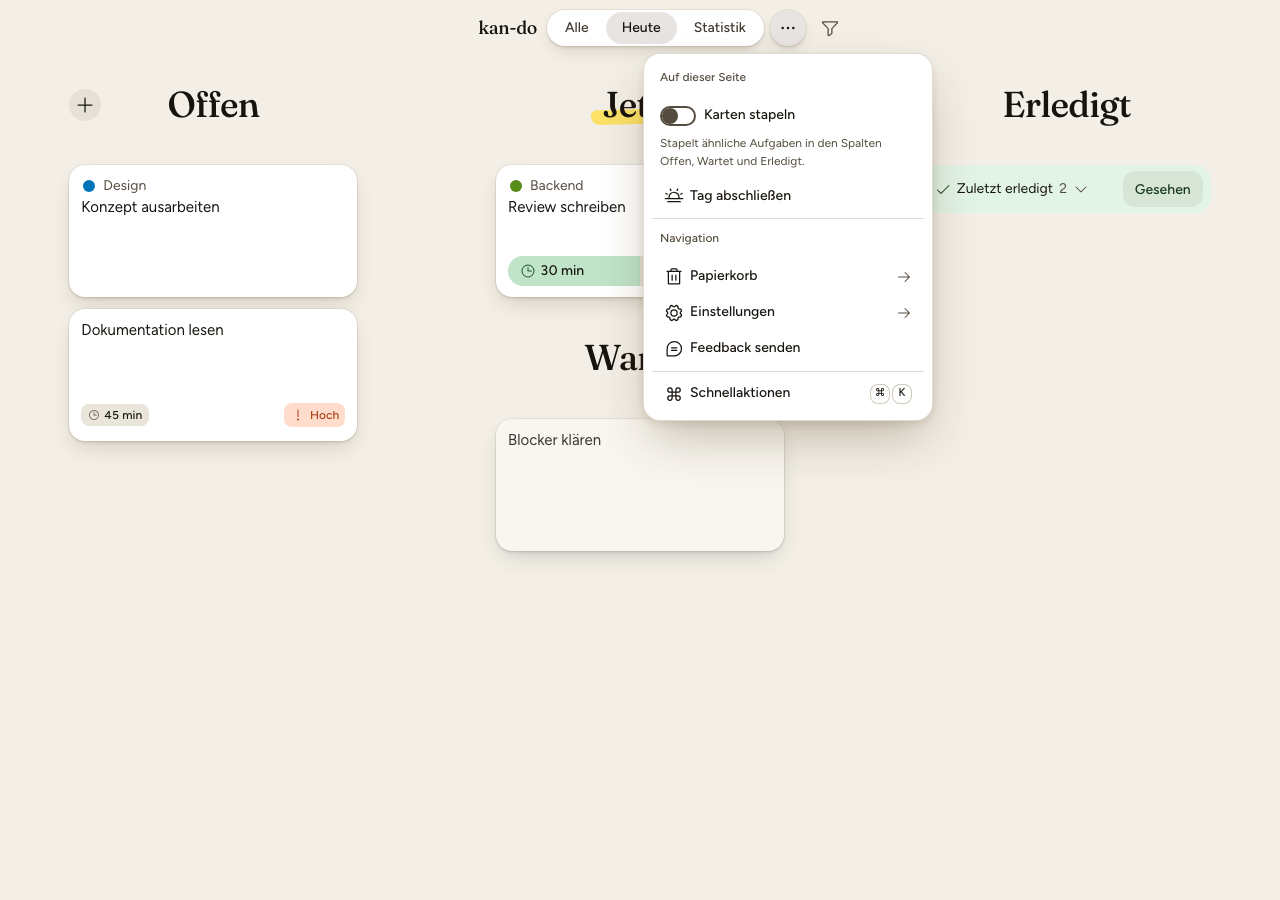 kan-do
Alle
Heute
Statistik
Offen
Design
Konzept ausarbeiten
Dokumentation lesen
45 min
Hoch
Backend
Review schreiben
30 min
Blocker klären
Auf dieser Seite
Karten stapeln
Stapelt ähnliche Aufgaben in den Spalten
Offen, Wartet und Erledigt.
Tag abschließen
Navigation
Papierkorb
Einstellungen
Feedback senden
Schnellaktionen
⌘ K
Erledigt
Zuletzt erledigt 2
Gesehen